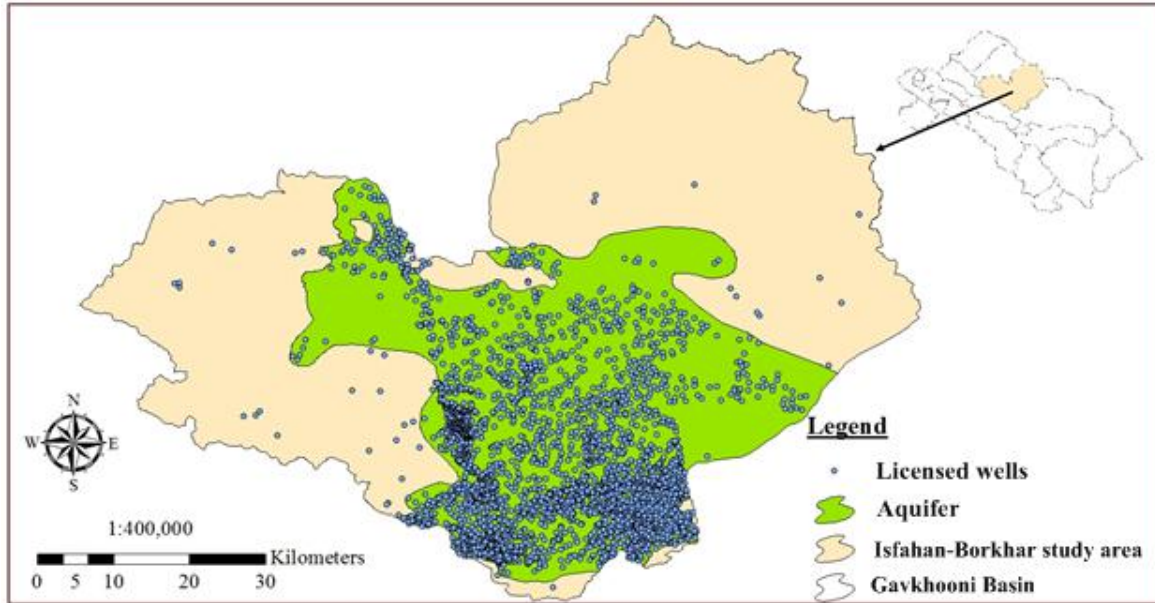 N
W E
S
1:400,000
Kilometers
0 5 10 20 30
Legend
Licensed wells
Aquifer
Isfahan-Borkhar study area
Gavkhooni Basin